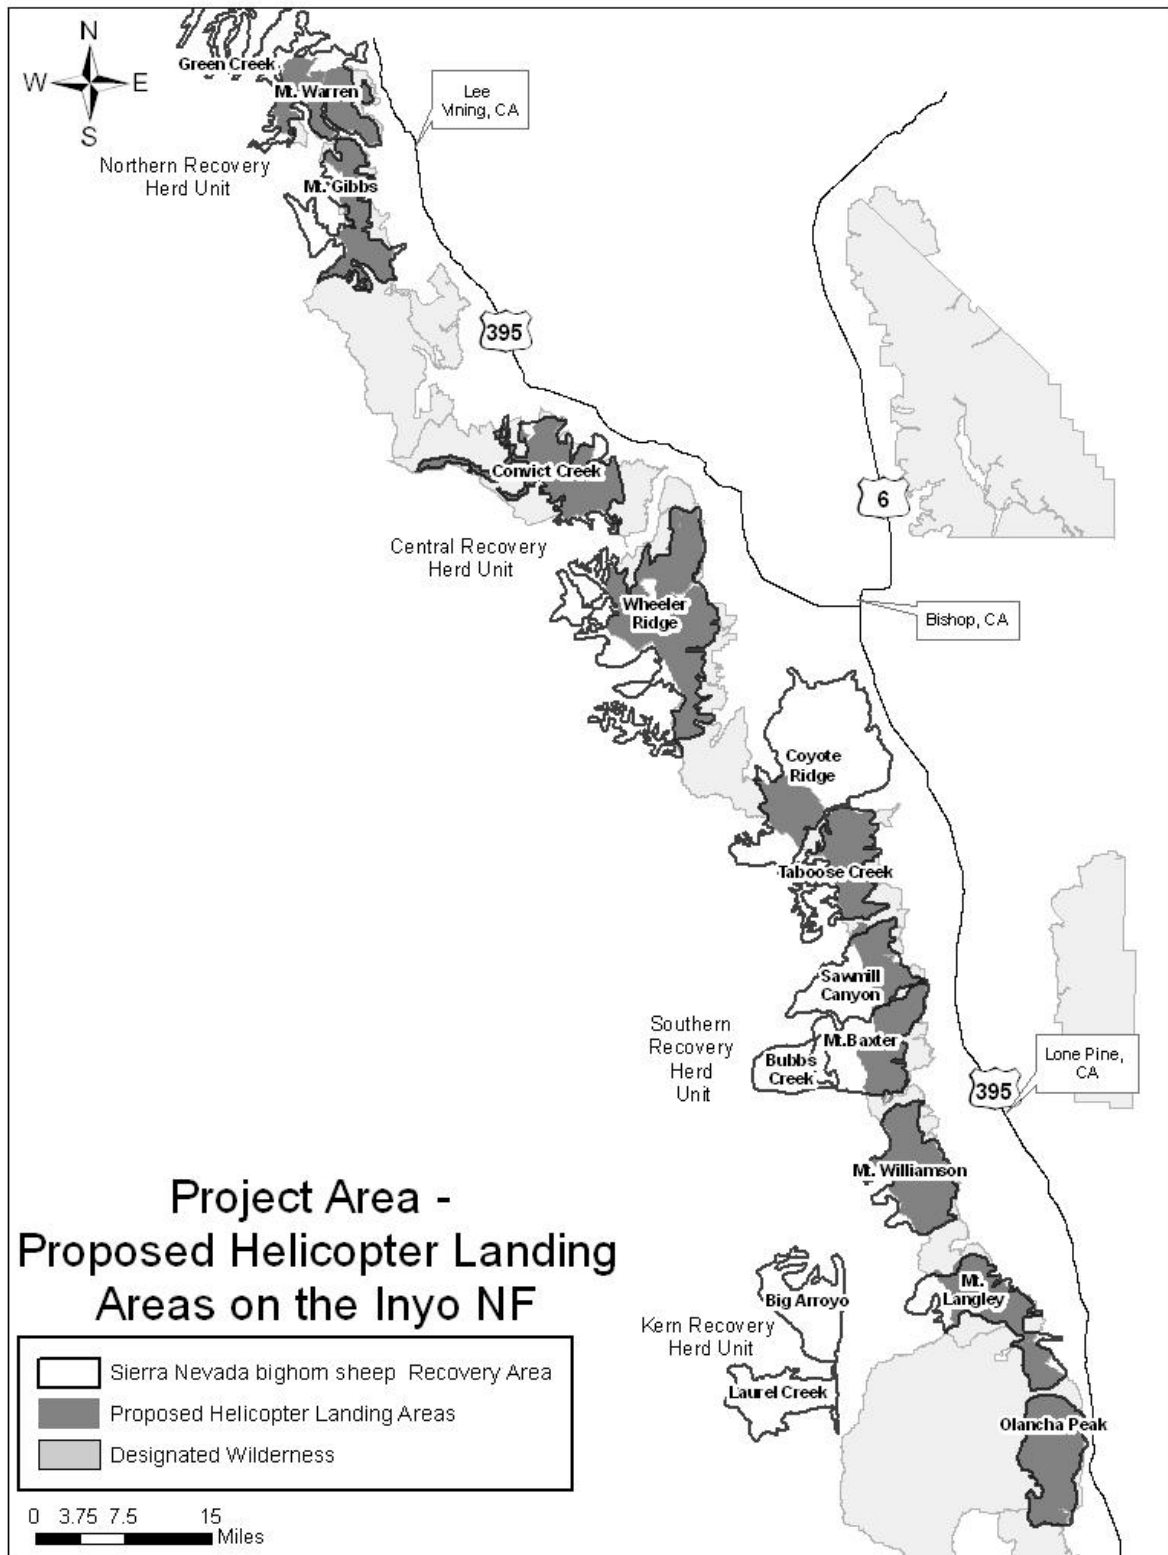 N
W E
S
Green Creek
Mt. Warren
Lee
Vining, CA
Northern Recovery
Herd Unit
Mt. Gibbs
395
Convict Creek
6
Central Recovery
Herd Unit
Wheeler
Ridge
Bishop, CA
Coyote
Ridge
Taboose Creek
Sawmill
Canyon
Southern
Recovery
Herd
Unit
Mt.Baxter
Bubbs
Creek
Lone Pine,
CA
395
Mt. Williamson
Project Area -
Proposed Helicopter Landing
Areas on the Inyo NF
Mt.
Langley
Big Arroyo
Kern Recovery
Herd Unit
Laurel Creek
Olancha Peak
Sierra Nevada bighorn sheep Recovery Area
Proposed Helicopter Landing Areas
Designated Wilderness
0 3.75 7.5 15
Miles